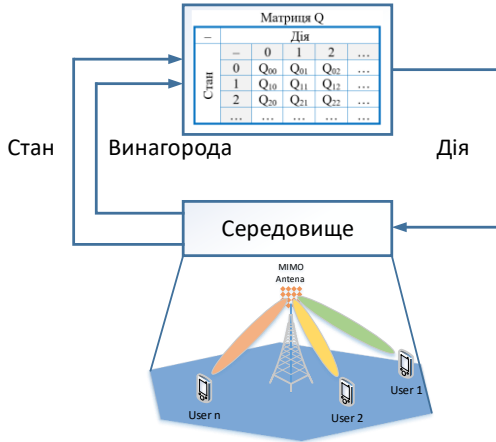 Матриця Q
– Дія
Стан
– 0 1 2 …
0 Q00 Q01 Q02 …
1 Q10 Q11 Q12 …
2 Q20 Q21 Q22 …
… … … … …
Стан Винагорода Дія
Середовище
MIMO
Antena
User 1
User n User 2